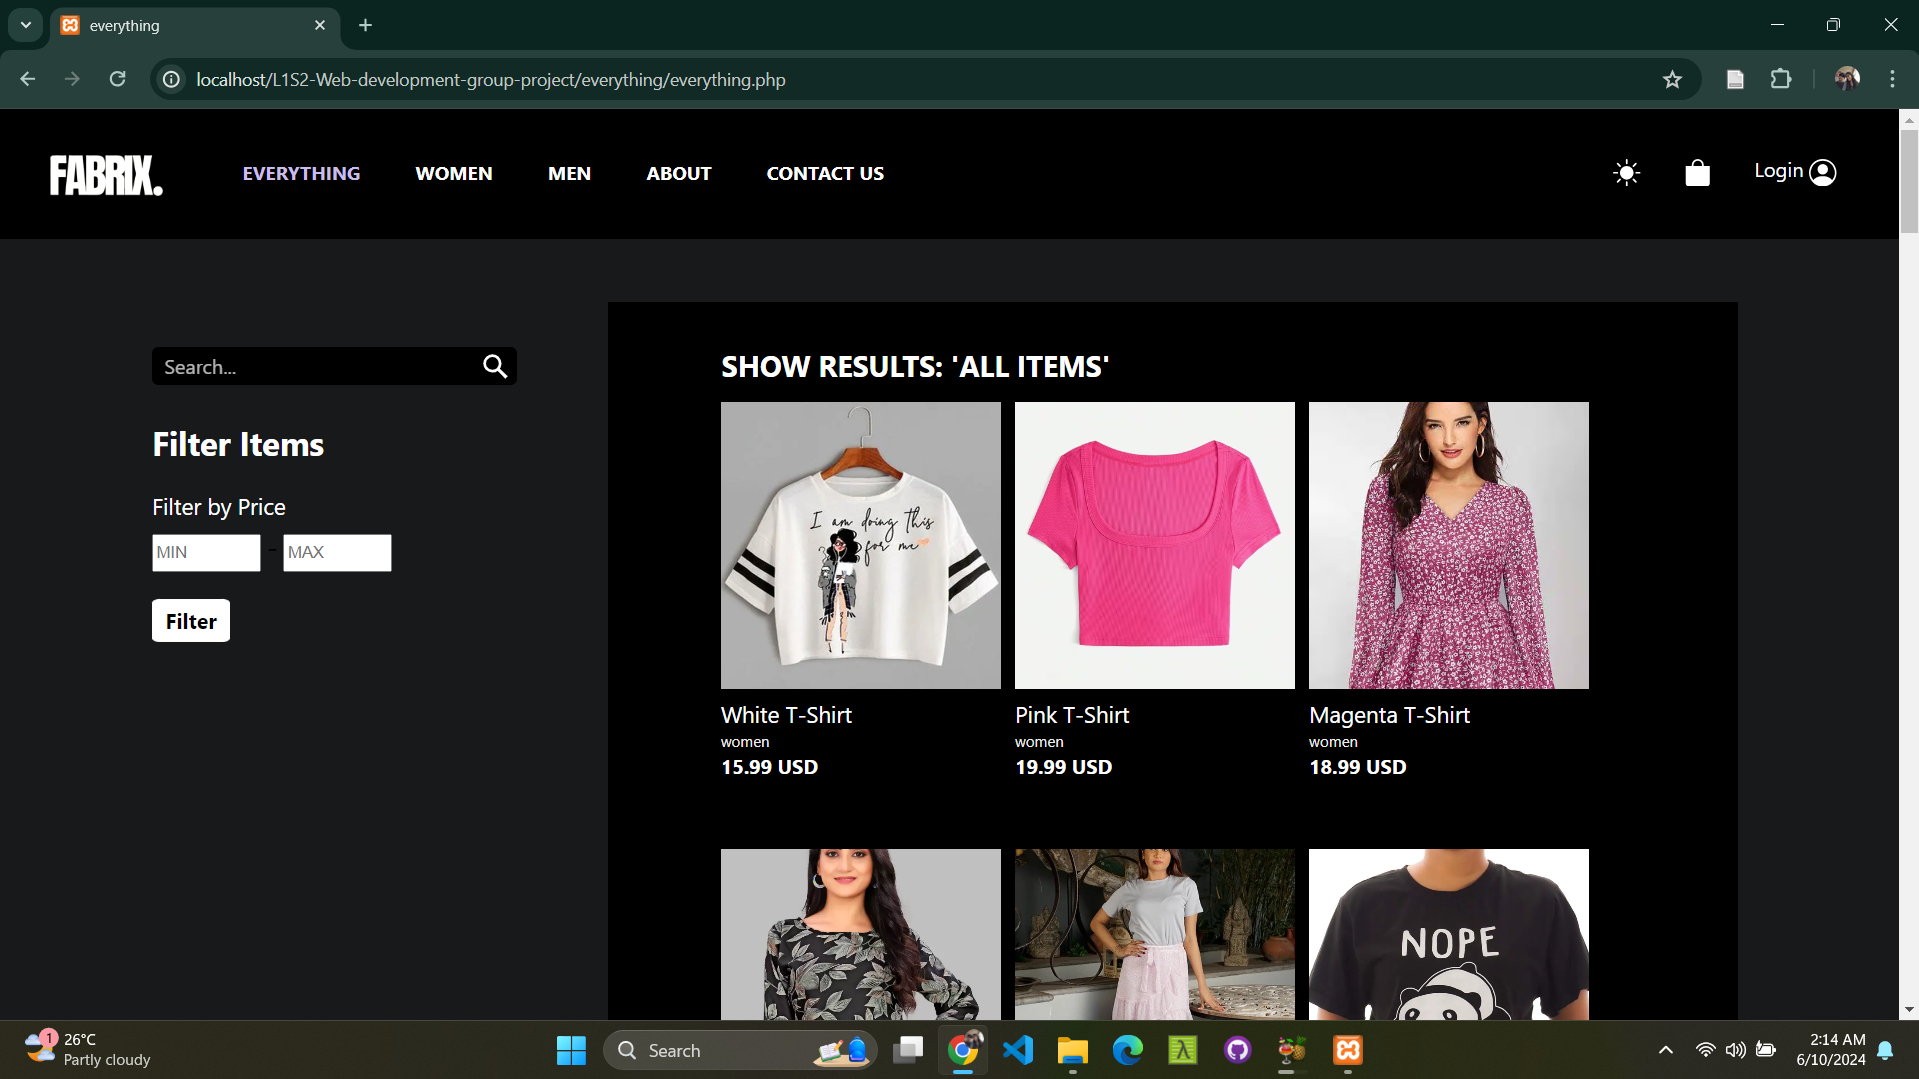 everything
localhost/L1S2-Web-development-group-project/everything/everything.php
FABRIX.
EVERYTHING
WOMEN
MEN
ABOUT
CONTACT US
Login
Search...
Filter Items
Filter by Price
MIN
-
MAX
Filter
SHOW RESULTS: 'ALL ITEMS'
I am doing this
for me
White T-Shirt
women
15.99 USD
Pink T-Shirt
women
19.99 USD
Magenta T-Shirt
women
18.99 USD
NOPE
1
26°C
Partly cloudy
Search
2:14 AM
6/10/2024